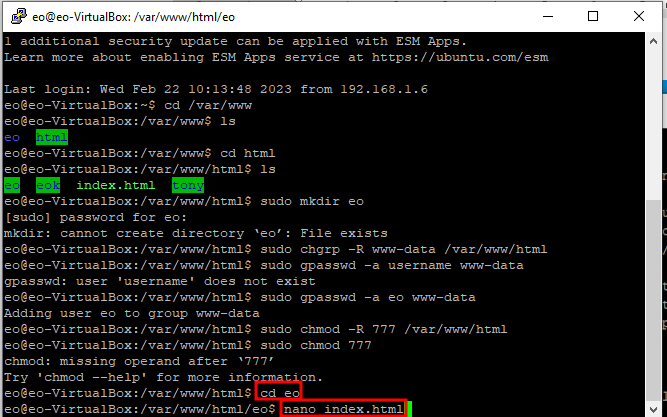 eo@eo-VirtualBox: /var/www/html/eo
1 additional security update can be applied with ESM Apps.
Learn more about enabling ESM Apps service at https://ubuntu.com/esm
Last login: Wed Feb 22 10:13:48 2023 from 192.168.1.6
eo@eo-VirtualBox:~$ cd /var/www
eo@eo-VirtualBox:/var/www$ ls
eo html
eo@eo-VirtualBox:/var/www$ cd html
eo@eo-VirtualBox:/var/www/html$ ls
eo eok index.html tony
eo@eo-VirtualBox:/var/www/html$ sudo mkdir eo
[sudo] password for eo:
mkdir: cannot create directory ‘eo’: File exists
eo@eo-VirtualBox:/var/www/html$ sudo chgrp -R www-data /var/www/html
eo@eo-VirtualBox:/var/www/html$ sudo gpasswd -a username www-data
gpasswd: user 'username' does not exist
eo@eo-VirtualBox:/var/www/html$ sudo gpasswd -a eo www-data
Adding user eo to group www-data
eo@eo-VirtualBox:/var/www/html$ sudo chmod -R 777 /var/www/html
eo@eo-VirtualBox:/var/www/html$ sudo chmod 777
chmod: missing operand after ‘777’
Try 'chmod --help' for more information.
eo@eo-VirtualBox:/var/www/html$ cd eo
eo@eo-VirtualBox:/var/www/html/eo$ nano index.html